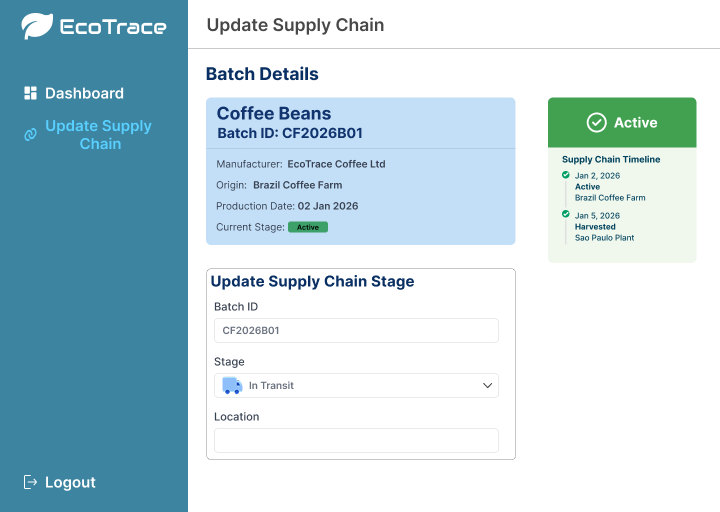 EcoTrace
Dashboard
Update Supply
Chain
Logout
Update Supply Chain
Batch Details
Coffee Beans
Batch ID: CF2026B01
Manufacturer: EcoTrace Coffee Ltd
Origin: Brazil Coffee Farm
Production Date: 02 Jan 2026
Current Stage: Active
Active
Supply Chain Timeline
Jan 2, 2026
Active
Brazil Coffee Farm
Jan 5, 2026
Harvested
Sao Paulo Plant
Update Supply Chain Stage
Batch ID
CF2026B01
Stage
In Transit
Location